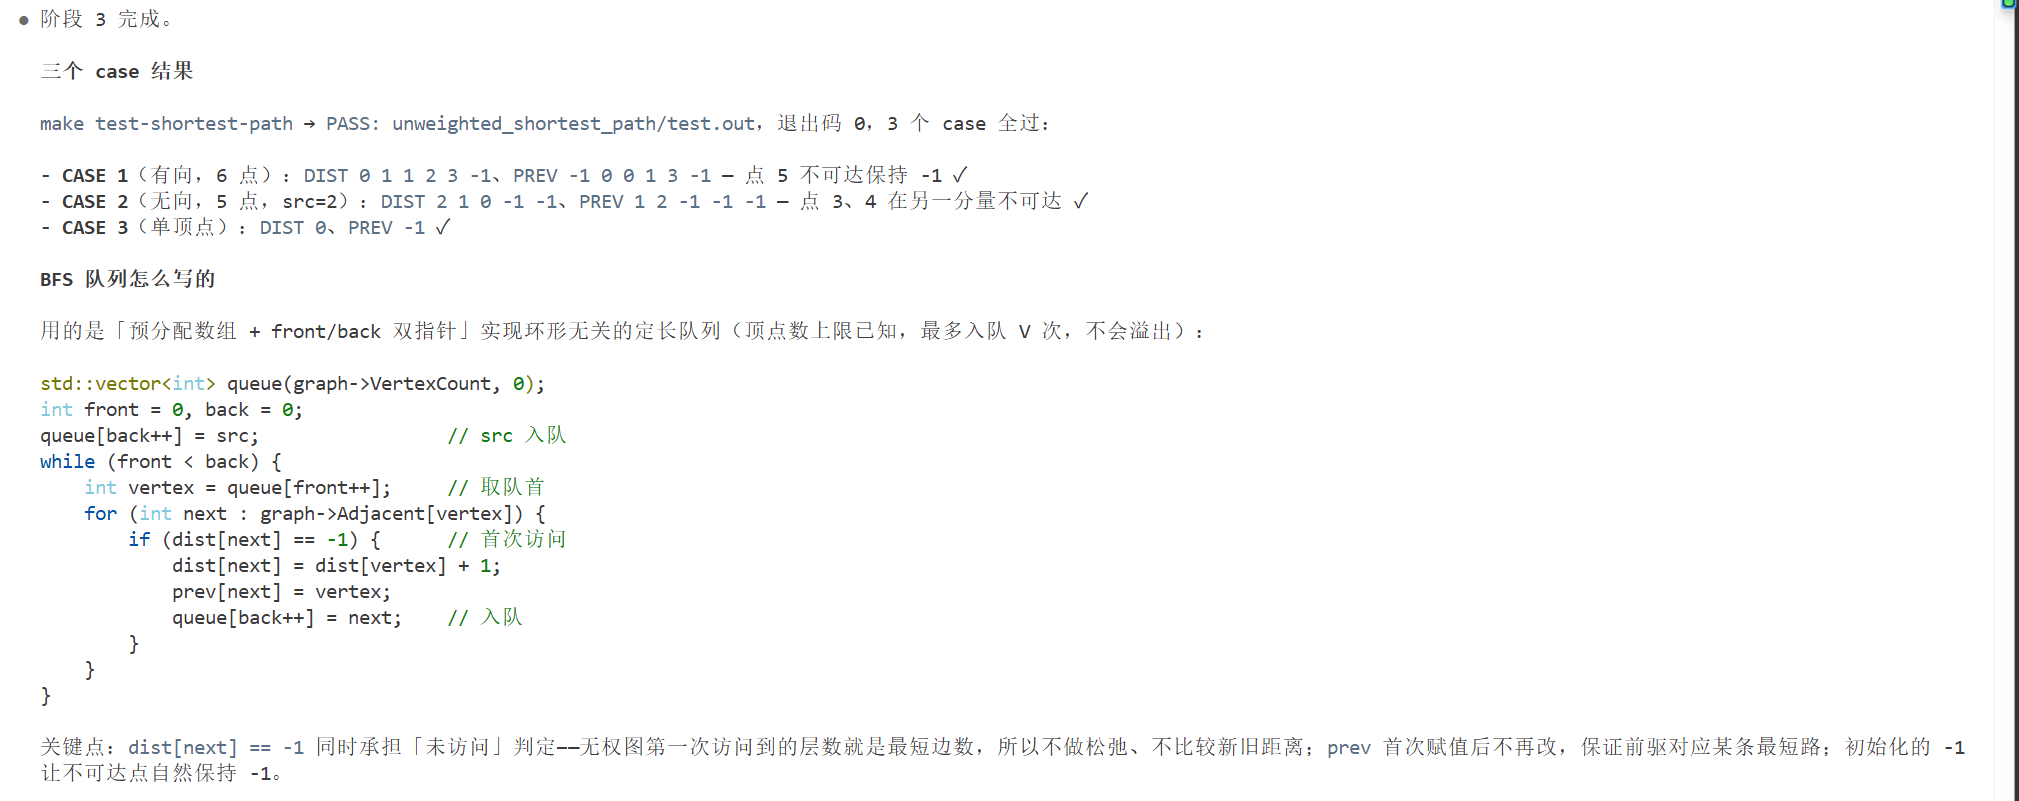 ● 阶段 3 完成。
三个 case 结果
make test-shortest-path → PASS: unweighted_shortest_path/test.out，退出码 0，3 个 case 全过：
- CASE 1（有向，6 点）：DIST 0 1 1 2 3 -1、PREV -1 0 0 1 3 -1 — 点 5 不可达保持 -1 ✓
- CASE 2（无向，5 点，src=2）：DIST 2 1 0 -1 -1、PREV 1 2 -1 -1 -1 — 点 3、4 在另一分量不可达 ✓
- CASE 3（单顶点）：DIST 0、PREV -1 ✓
BFS 队列怎么写的
用的是「预分配数组 + front/back 双指针」实现环形无关的定长队列（顶点数上限已知，最多入队 V 次，不会溢出）：
std::vector<int> queue(graph->VertexCount, 0);
int front = 0, back = 0;
queue[back++] = src;                 // src 入队
while (front < back) {
    int vertex = queue[front++];     // 取队首
    for (int next : graph->Adjacent[vertex]) {
        if (dist[next] == -1) {      // 首次访问
            dist[next] = dist[vertex] + 1;
            prev[next] = vertex;
            queue[back++] = next;    // 入队
        }
    }
}
关键点：dist[next] == -1 同时承担「未访问」判定——无权图第一次访问到的层数就是最短边数，所以不做松弛、不比较新旧距离；prev 首次赋值后不再改，保证前驱对应某条最短路；初始化的 -1
让不可达点自然保持 -1。